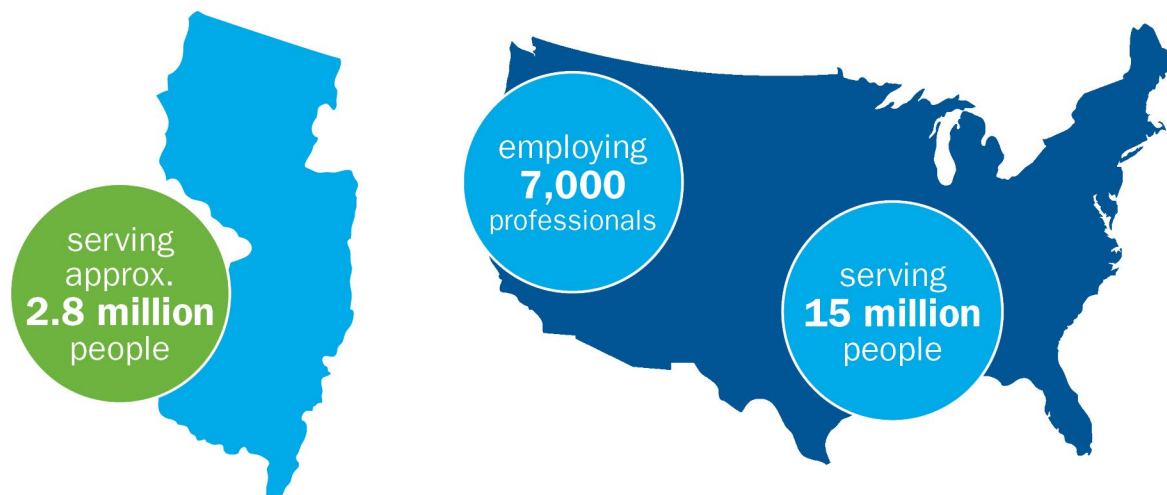 serving
approx.
2.8 million
people
employing
7,000
professionals
serving
15 million
people